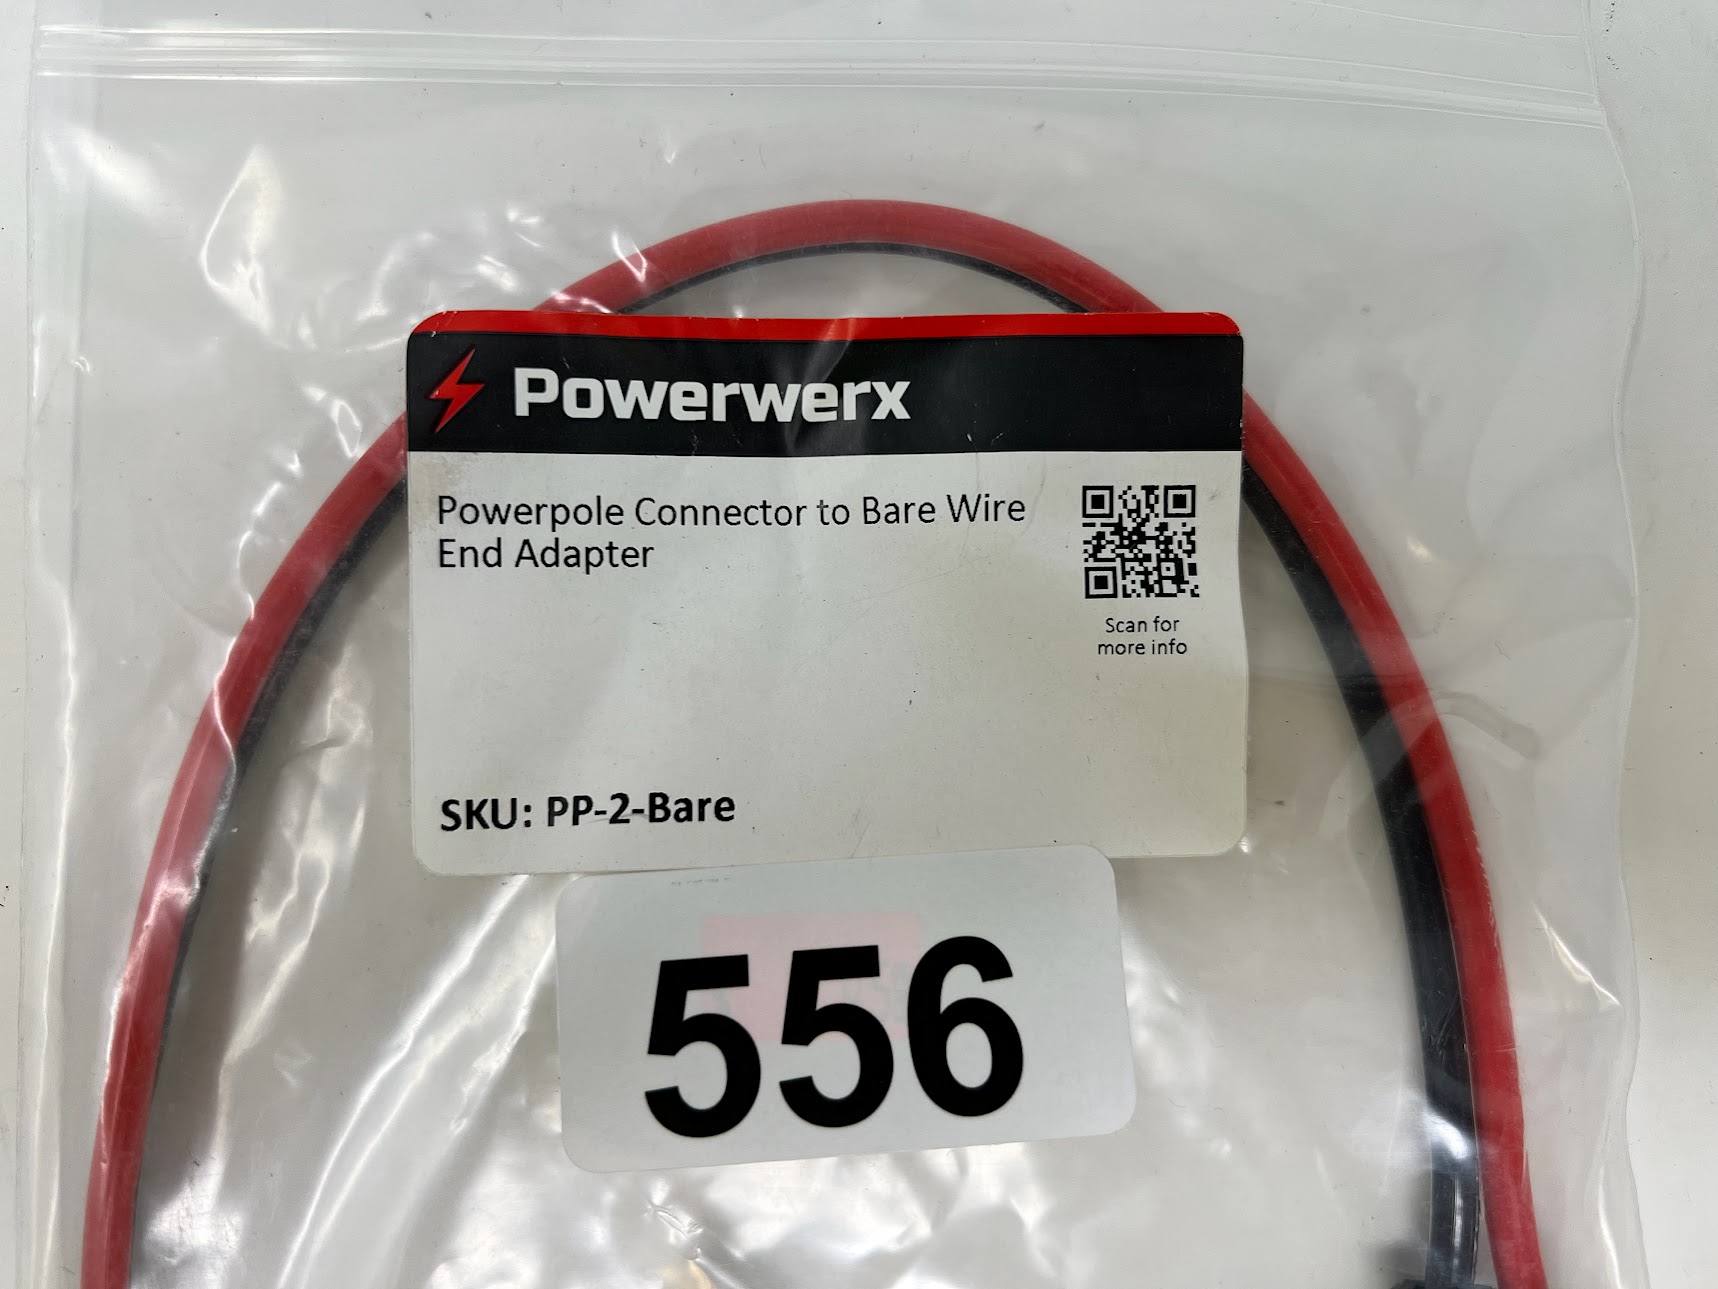 Powerwerx
Powerpole Connector to Bare Wire
End Adapter
Scan for
more info
SKU: PP-2-Bare
556